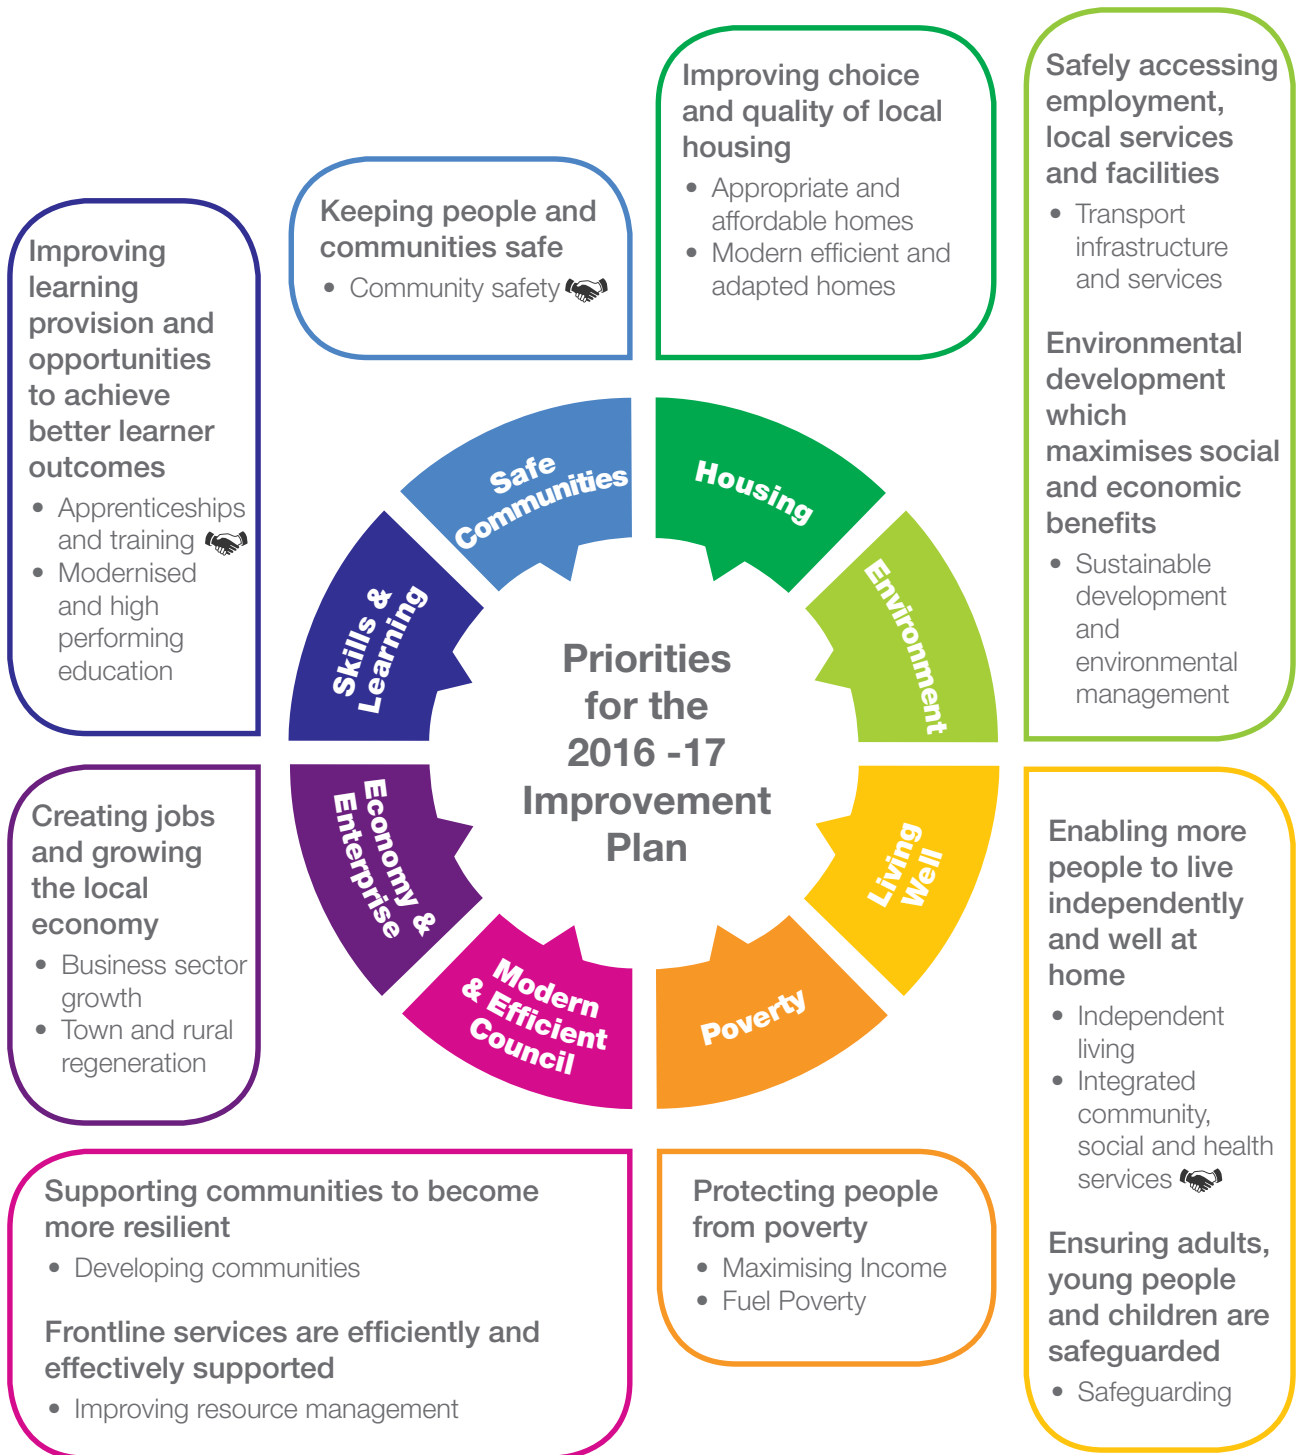 Improving choice
and quality of local
housing
• Appropriate and
affordable homes
• Modern efficient and
adapted homes
Safely accessing
employment,
local services
and facilities
• Transport
infrastructure
and services
Environmental
development
which
maximises social
and economic
benefits
• Sustainable
development
and
environmental
management
Keeping people and
communities safe
• Community safety
Improving
learning
provision and
opportunities
to achieve
better learner
outcomes
• Apprenticeships
and training
• Modernised
and high
performing
education
Safe
Communities
Housing
Environment
Skills &
Learning
Priorities
for the
2016 -17
Improvement
Plan
Economy &
Enterprise
Living
Well
Modern
& Efficient
Council
Poverty
Creating jobs
and growing
the local
economy
• Business sector
growth
• Town and rural
regeneration
Enabling more
people to live
independently
and well at
home
• Independent
living
• Integrated
community,
social and health
services
Ensuring adults,
young people
and children are
safeguarded
• Safeguarding
Supporting communities to become
more resilient
• Developing communities
Frontline services are efficiently and
effectively supported
• Improving resource management
Protecting people
from poverty
• Maximising Income
• Fuel Poverty